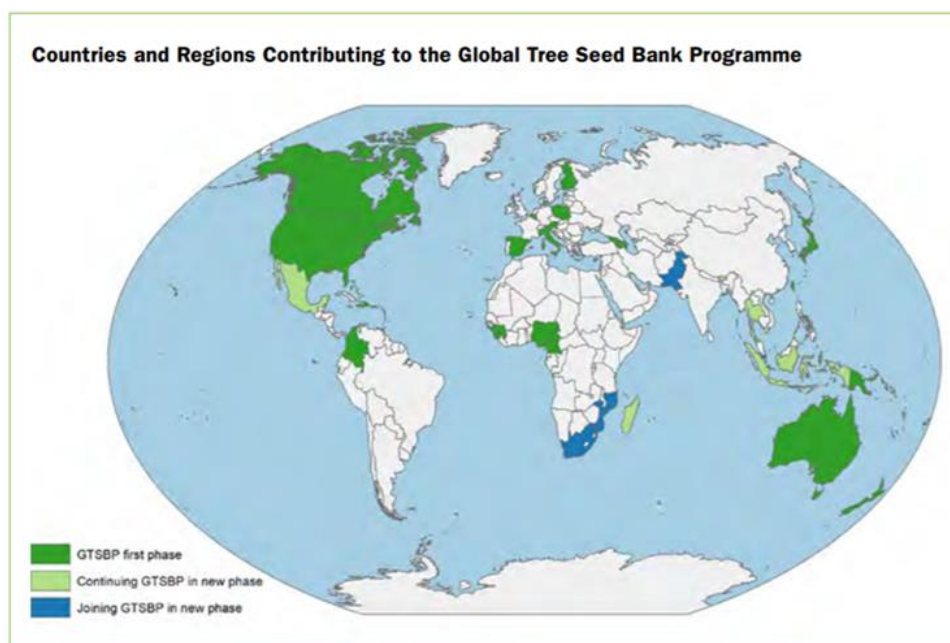 Countries and Regions Contributing to the Global Tree Seed Bank Programme
GTSBP first phase
Continuing GTSBP in new phase
Joining GTSBP in new phase